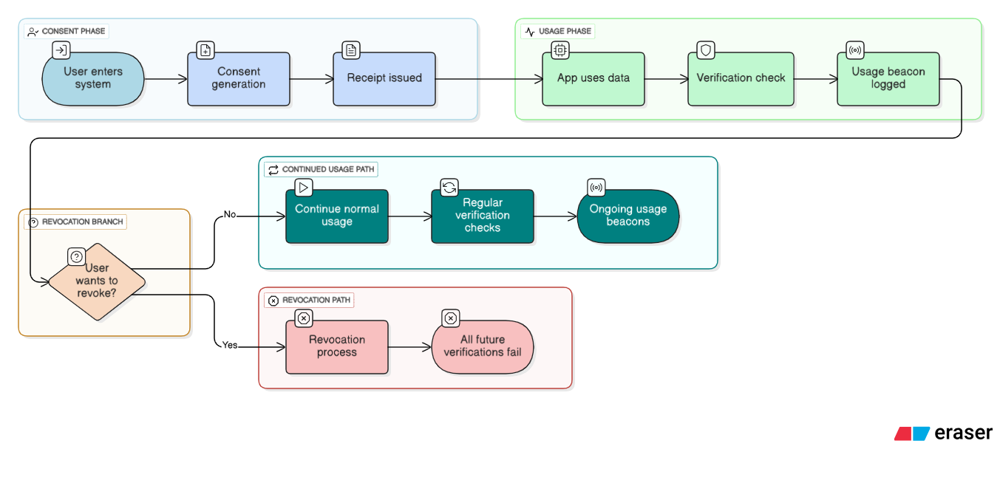 CONSENT PHASE
User enters
system
Consent
generation
Receipt issued
USAGE PHASE
App uses data
Verification check
Usage beacon
logged
CONTINUED USAGE PATH
Continue normal
usage
Regular
verification
checks
Ongoing usage
beacons
REVOCATION BRANCH
User
wants to
revoke?
No
Yes
REVOCATION PATH
Revocation
process
All future
verifications fail
eraser